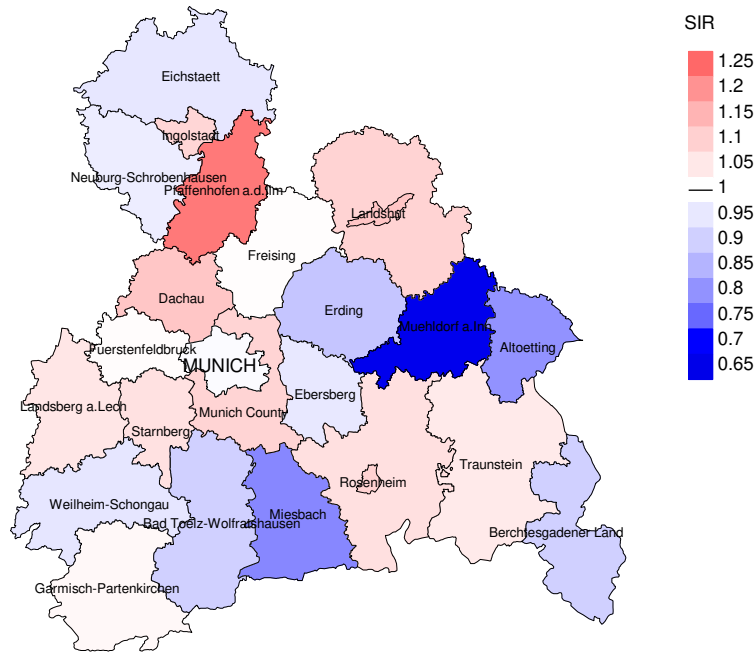 SIR
1.25
1.2
1.15
1.1
1.05
1
0.95
0.9
0.85
0.8
0.75
0.7
0.65
Eichstaett
Ingolstadt
Neuburg-Schrobenhausen
Pfaffenhofen a.d.Ilm
Landshut
Freising
Dachau
Erding
Muehldorf a.Inn
Altoetting
Fuerstenfeldbruck
MUNICH
Ebersberg
Landsberg a.Lech
Munich County
Starnberg
Traunstein
Rosenheim
Weilheim-Schongau
Miesbach
Bad Toelz-Wolfratshausen
Berchtesgadener Land
Garmisch-Partenkirchen